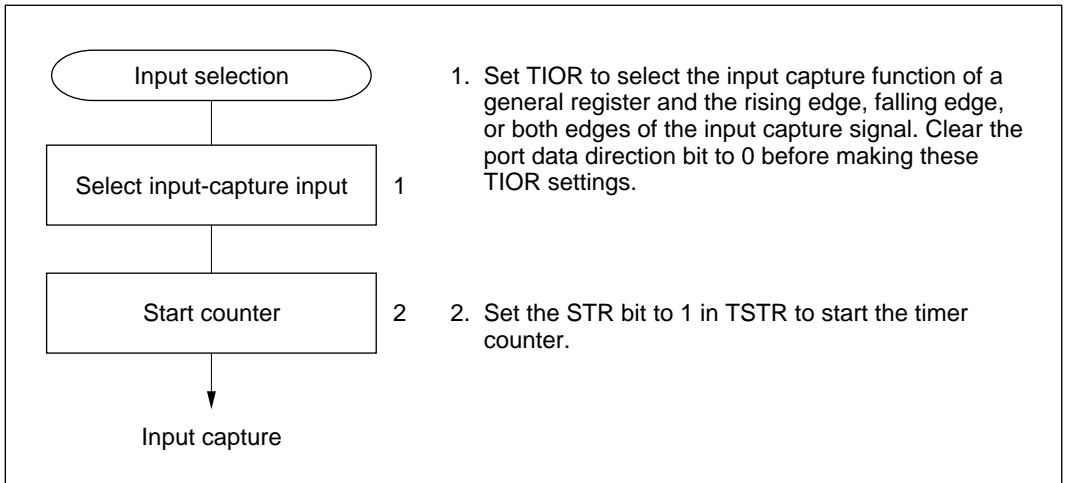 Input selection
Select input-capture input 1
Start counter 2
Input capture
1. Set TIOR to select the input capture function of a
general register and the rising edge, falling edge,
or both edges of the input capture signal. Clear the
port data direction bit to 0 before making these
TIOR settings.
2. Set the STR bit to 1 in TSTR to start the timer
counter.